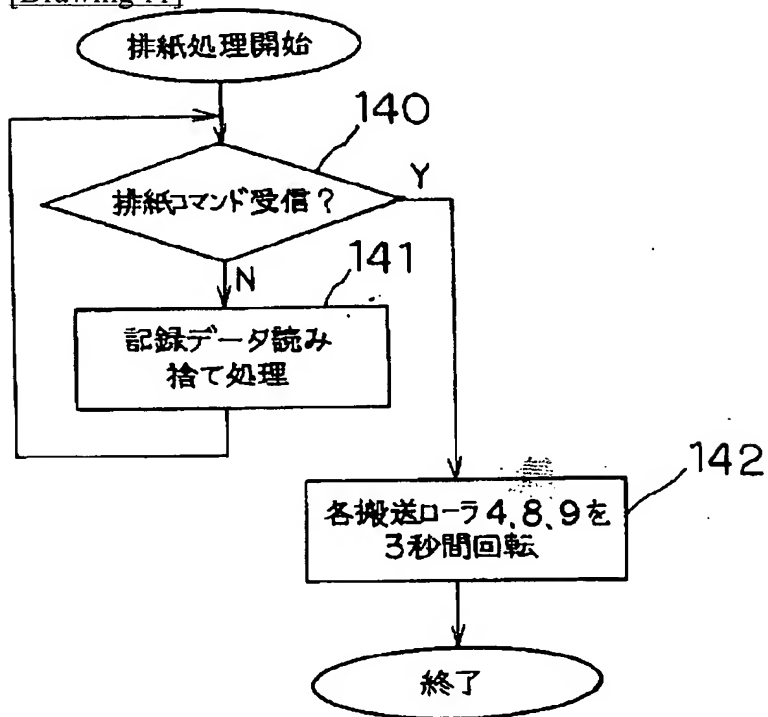 排紙処理開始
140
排紙コマンド受信？
Y
N
141
記録データ読み
捨て処理
142
各搬送ローラ4,8,9を
3秒間回転
終了